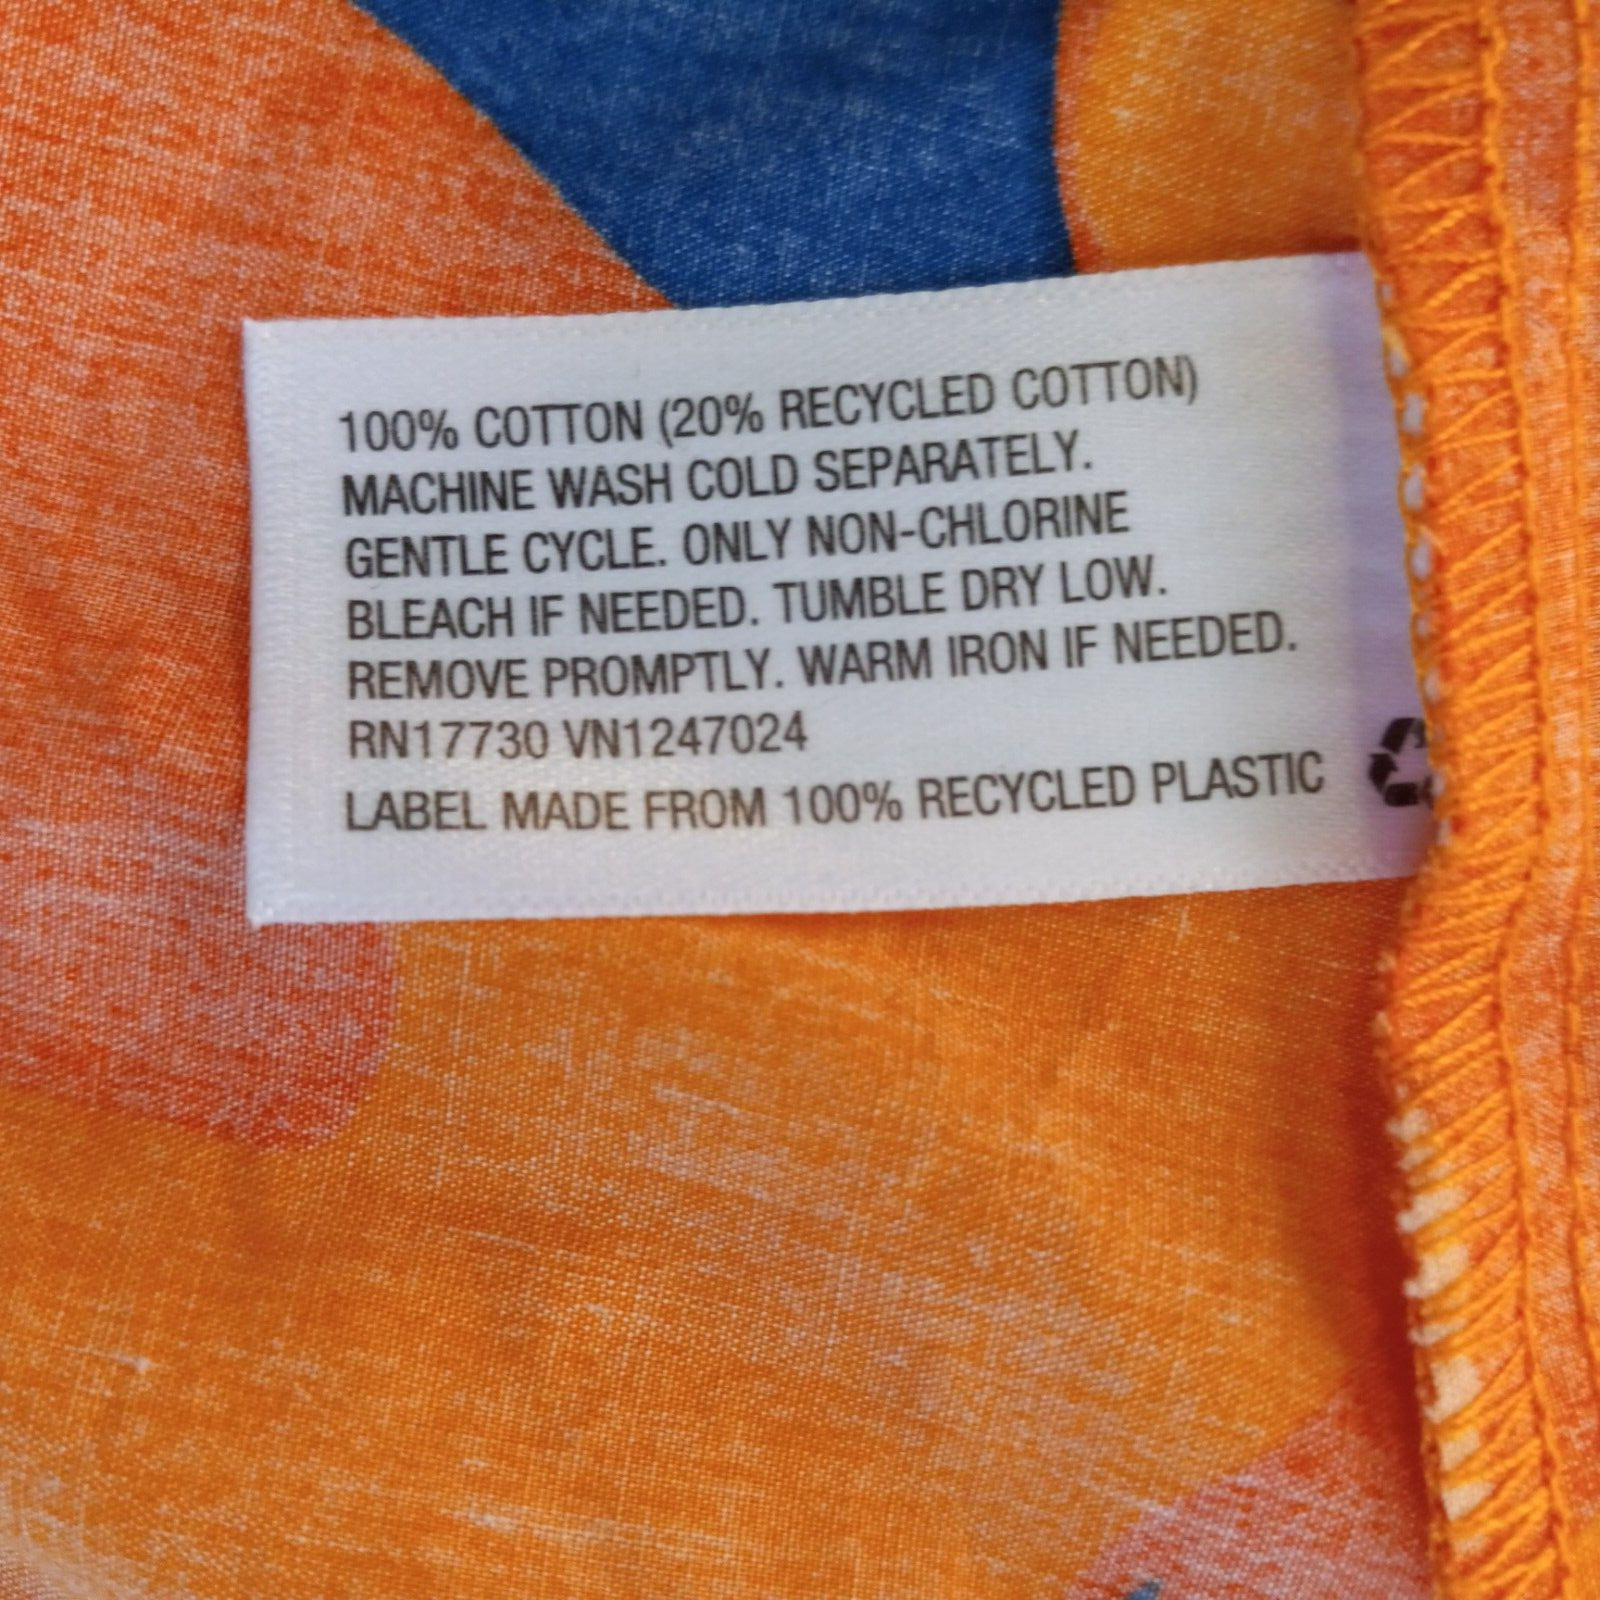 100% COTTON (20% RECYCLED COTTON)
MACHINE WASH COLD SEPARATELY.
GENTLE CYCLE. ONLY NON-CHLORINE
BLEACH IF NEEDED. TUMBLE DRY LOW.
REMOVE PROMPTLY. WARM IRON IF NEEDED.
RN17730 VN1247024
LABEL MADE FROM 100% RECYCLED PLASTIC